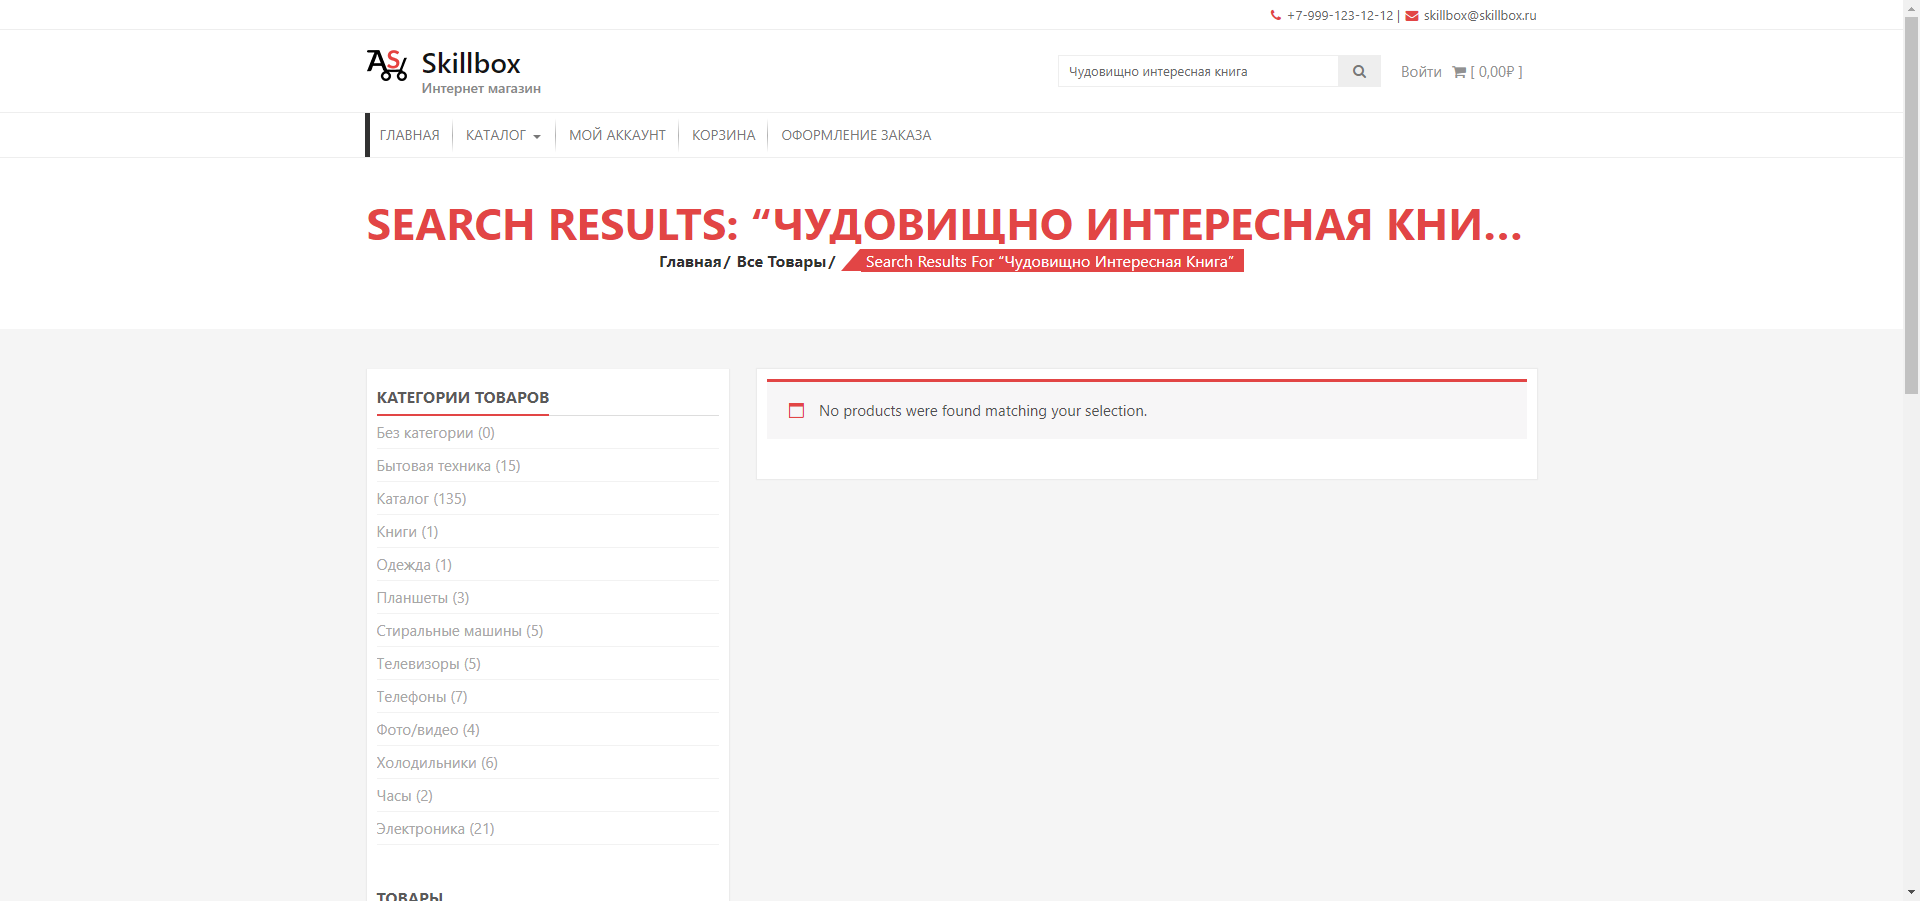 +7-999-123-12-12 | skillbox@skillbox.ru
AS
Skillbox
Интернет магазин
Чудовищно интересная книга
Войти [ 0,00₽ ]
ГЛАВНАЯ КАТАЛОГ МОЙ АККАУНТ КОРЗИНА ОФОРМЛЕНИЕ ЗАКАЗА
SEARCH RESULTS: “ЧУДОВИЩНО ИНТЕРЕСНАЯ КНИ...
Главная / Все Товары / Search Results For “Чудовищно Интересная Книга”
КАТЕГОРИИ ТОВАРОВ
Без категории (0)
Бытовая техника (15)
Каталог (135)
Книги (1)
Одежда (1)
Планшеты (3)
Стиральные машины (5)
Телевизоры (5)
Телефоны (7)
Фото/видео (4)
Холодильники (6)
Часы (2)
Электроника (21)
ТОВАРЫ
No products were found matching your selection.